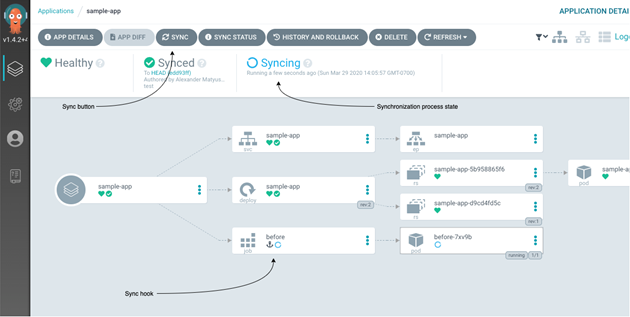 Applications / sample-app
APPLICATION DETAI
v1.4.2+
APP DETAILS
APP DIFF
SYNC
SYNC STATUS
HISTORY AND ROLLBACK
DELETE
REFRESH
Log
Healthy
Synced
To HEAD
Authored by Alexander Matyus...
test
Syncing
Running a few seconds ago (Sun Mar 29 2020 14:05:57 GMT-0700)
Sync button
Synchronization process state
sample-app
sample-app
svc
sample-app
ep
sample-app
deploy
rev:2
sample-app-5b958865f6
rs
rev:2
sample-a
pod
sample-app-d9cd4fd5c
rs
rev:1
before
job
before-7xv9b
pod
running
1/1
Sync hook